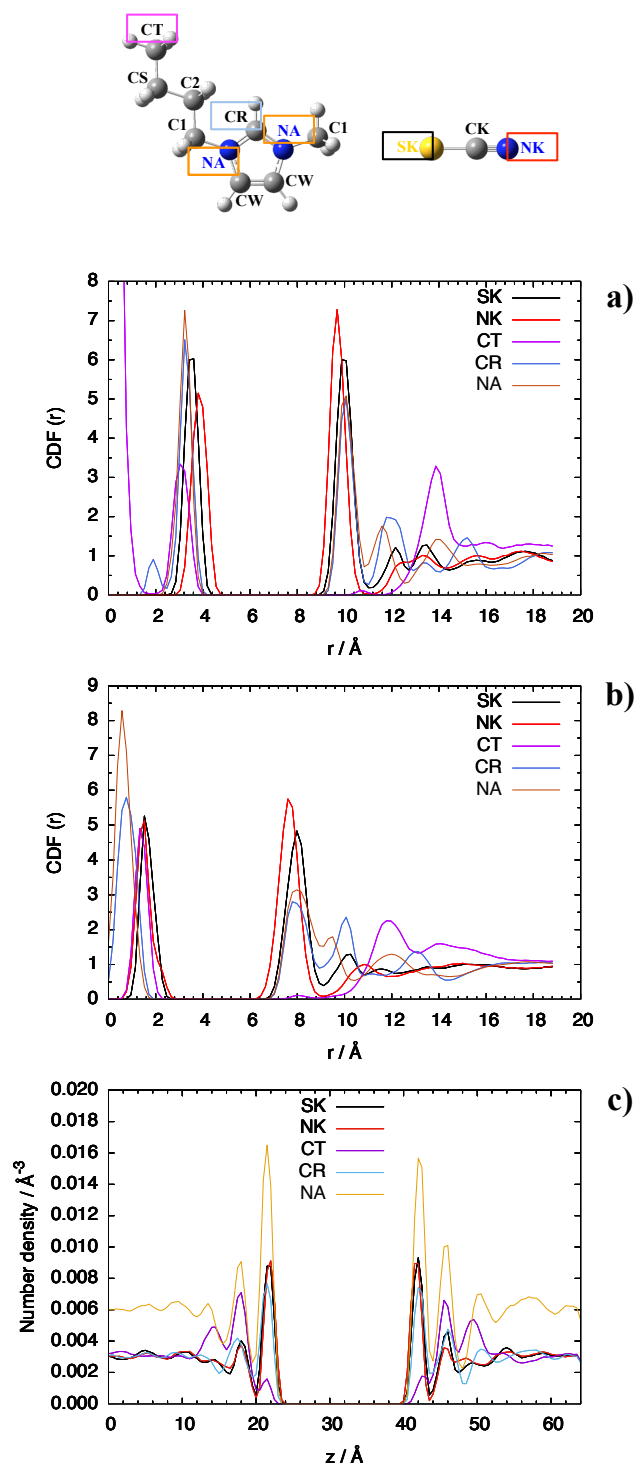 CT
CS
C2
CR
C1
NA
C1
NA
CW
CW
SK
CK
NK
a)
8
7
6
5
4
3
2
1
0
CDF (r)
SK
NK
CT
CR
NA
0 2 4 6 8 10 12 14 16 18 20
r / Å
b)
9
8
7
6
5
4
3
2
1
0
CDF (r)
SK
NK
CT
CR
NA
0 2 4 6 8 10 12 14 16 18 20
r / Å
c)
0.020
0.018
0.016
0.014
0.012
0.010
0.008
0.006
0.004
0.002
0.000
Number density / Å⁻³
SK
NK
CT
CR
NA
0 10 20 30 40 50 60
z / Å